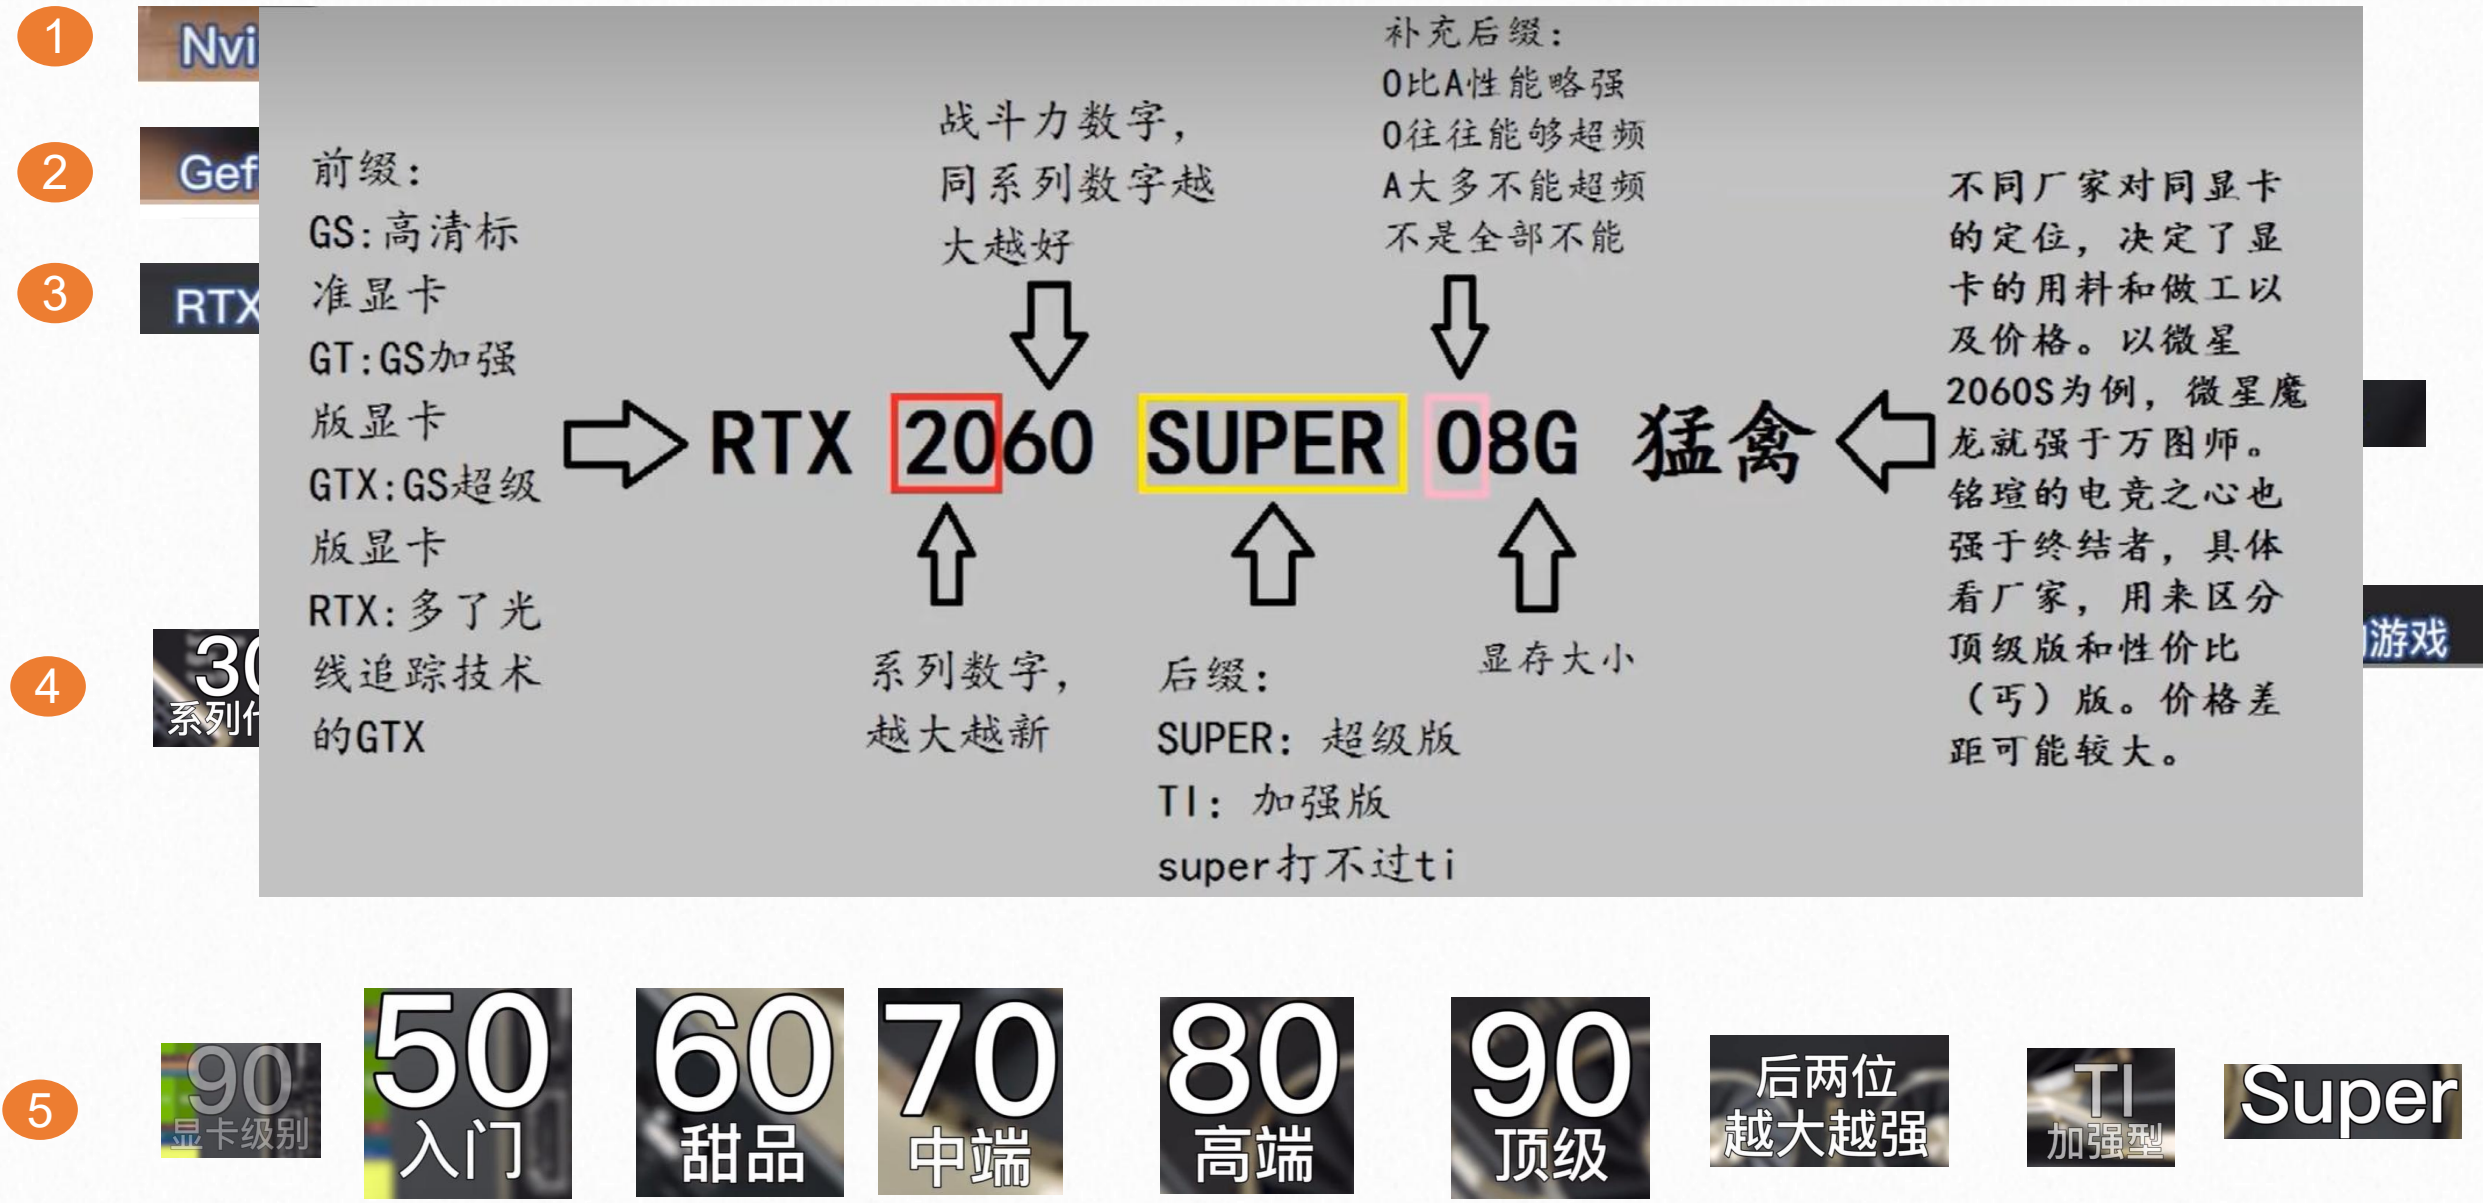 1
Nvi
2
Gef
3
RTX
4
30
系列
5
前缀：
GS:高清标
准显卡
GT:GS加强
版显卡
GTX:GS超级
版显卡
RTX:多了光
线追踪技术
的GTX
战斗力数字，
同系列数字越
大越好
补充后缀：
O比A性能略强
O往往能够超频
A大多不能超频
不是全部不能
RTX 2060 SUPER O8G 猛禽
系列数字，
越大越新
后缀：
SUPER：超级版
TI：加强版
super打不过ti
显存大小
不同厂家对同显卡
的定位，决定了显
卡的用料和做工以
及价格。以微星
2060S为例，微星魔
龙就强于万图师。
铭瑄的电竞之心也
强于终结者，具体
看厂家，用来区分
顶级版和性价比
（丐）版。价格差
距可能较大。
游戏
90
显卡级别
50
入门
60
甜品
70
中端
80
高端
90
顶级
后两位
越大越强
TI
加强型
Super